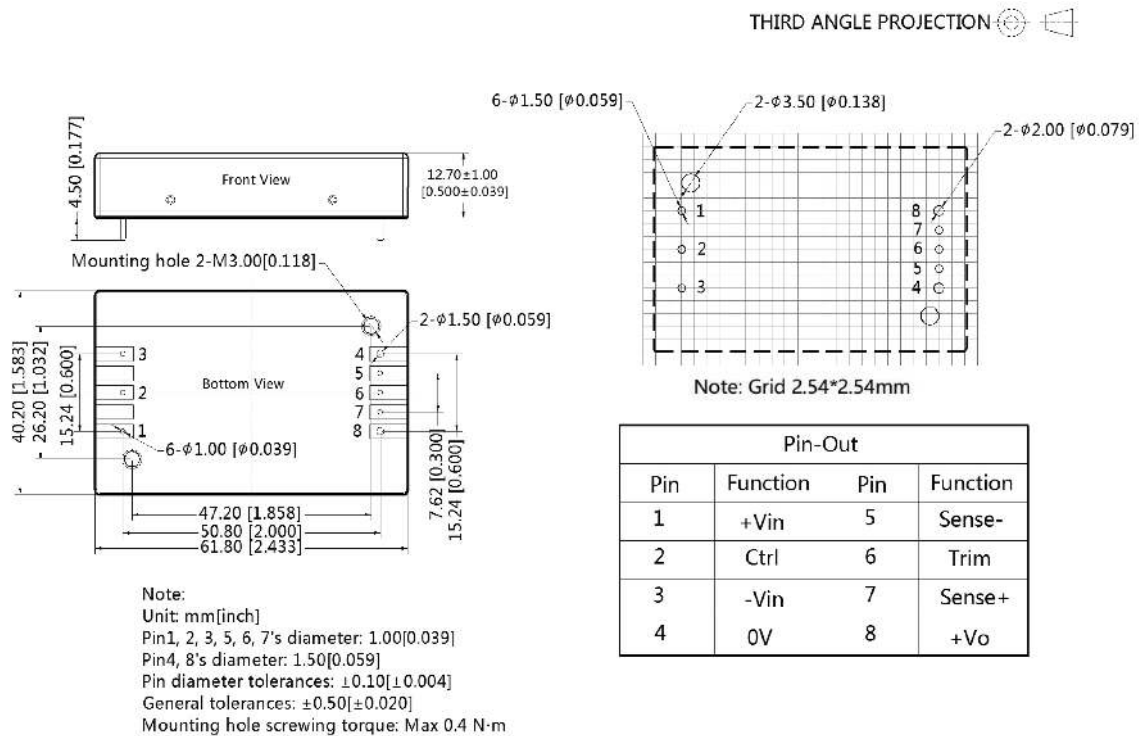 THIRD ANGLE PROJECTION
6-φ1.50 [φ0.059]
2-φ3.50 [φ0.138]
2-φ2.00 [φ0.079]
4.50 [0.177]
Front View
12.70±1.00
[0.500±0.039]
1
2
3
8
7
6
5
4
Note: Grid 2.54*2.54mm
Mounting hole 2-M3.00[0.118]
2-φ1.50 [φ0.059]
40.20 [1.583]
26.20 [1.032]
15.24 [0.600]
3
2
1
Bottom View
4
5
6
7
8
6-φ1.00 [φ0.039]
7.62 [0.300]
15.24 [0.600]
47.20 [1.858]
50.80 [2.000]
61.80 [2.433]
Pin-Out
Pin Function Pin Function
1 +Vin 5 Sense-
2 Ctrl 6 Trim
3 -Vin 7 Sense+
4 0V 8 +Vo
Note:
Unit: mm[inch]
Pin1, 2, 3, 5, 6, 7's diameter: 1.00[0.039]
Pin4, 8's diameter: 1.50[0.059]
Pin diameter tolerances: ±0.10[±0.004]
General tolerances: ±0.50[±0.020]
Mounting hole screwing torque: Max 0.4 N·m